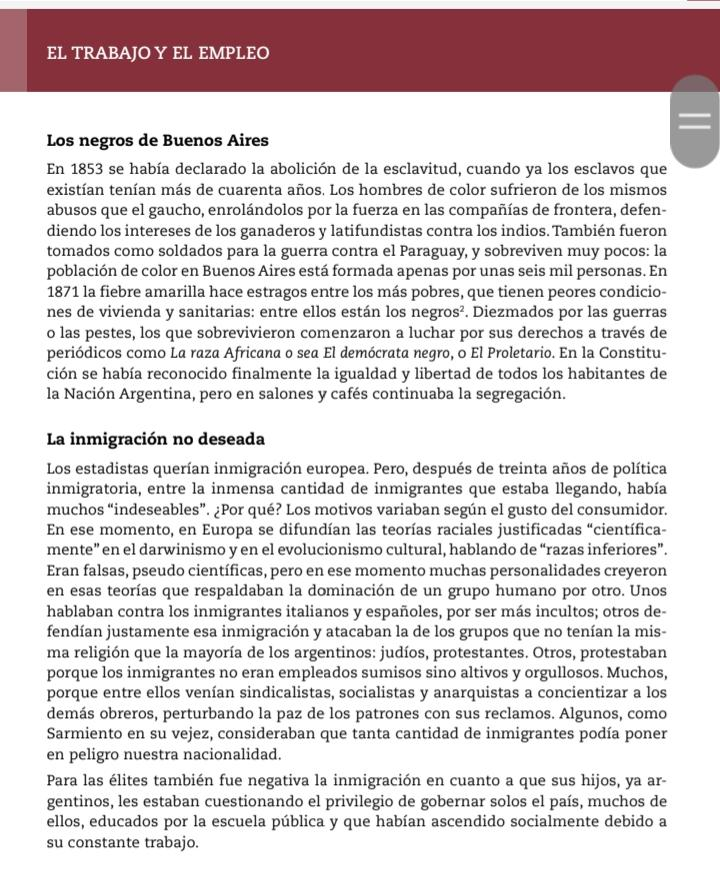 EL TRABAJO Y EL EMPLEO
Los negros de Buenos Aires
En 1853 se había declarado la abolición de la esclavitud, cuando ya los esclavos que
existían tenían más de cuarenta años. Los hombres de color sufrieron de los mismos
abusos que el gaucho, enrolándolos por la fuerza en las compañías de frontera, defen-
diendo los intereses de los ganaderos y latifundistas contra los indios. También fueron
tomados como soldados para la guerra contra el Paraguay, y sobreviven muy pocos: la
población de color en Buenos Aires está formada apenas por unas seis mil personas. En
1871 la fiebre amarilla hace estragos entre los más pobres, que tienen peores condicio-
nes de vivienda y sanitarias: entre ellos están los negros². Diezmados por las guerras
o las pestes, los que sobrevivieron comenzaron a luchar por sus derechos a través de
periódicos como La raza Africana o sea El demócrata negro, o El Proletario. En la Constitu-
ción se había reconocido finalmente la igualdad y libertad de todos los habitantes de
la Nación Argentina, pero en salones y cafés continuaba la segregación.
La inmigración no deseada
Los estadistas querían inmigración europea. Pero, después de treinta años de política
inmigratoria, entre la inmensa cantidad de inmigrantes que estaba llegando, había
muchos “indeseables”. ¿Por qué? Los motivos variaban según el gusto del consumidor.
En ese momento, en Europa se difundían las teorías raciales justificadas “científica-
mente” en el darwinismo y en el evolucionismo cultural, hablando de “razas inferiores”.
Eran falsas, pseudo científicas, pero en ese momento muchas personalidades creyeron
en esas teorías que respaldaban la dominación de un grupo humano por otro. Unos
hablaban contra los inmigrantes italianos y españoles, por ser más incultos; otros de-
fendían justamente esa inmigración y atacaban la de los grupos que no tenían la mis-
ma religión que la mayoría de los argentinos: judíos, protestantes. Otros, protestaban
porque los inmigrantes no eran empleados sumisos sino altivos y orgullosos. Muchos,
porque entre ellos venían sindicalistas, socialistas y anarquistas a concientizar a los
demás obreros, perturbando la paz de los patrones con sus reclamos. Algunos, como
Sarmiento en su vejez, consideraban que tanta cantidad de inmigrantes podía poner
en peligro nuestra nacionalidad.
Para las élites también fue negativa la inmigración en cuanto a que sus hijos, ya ar-
gentinos, les estaban cuestionando el privilegio de gobernar solos el país, muchos de
ellos, educados por la escuela pública y que habían ascendido socialmente debido a
su constante trabajo.